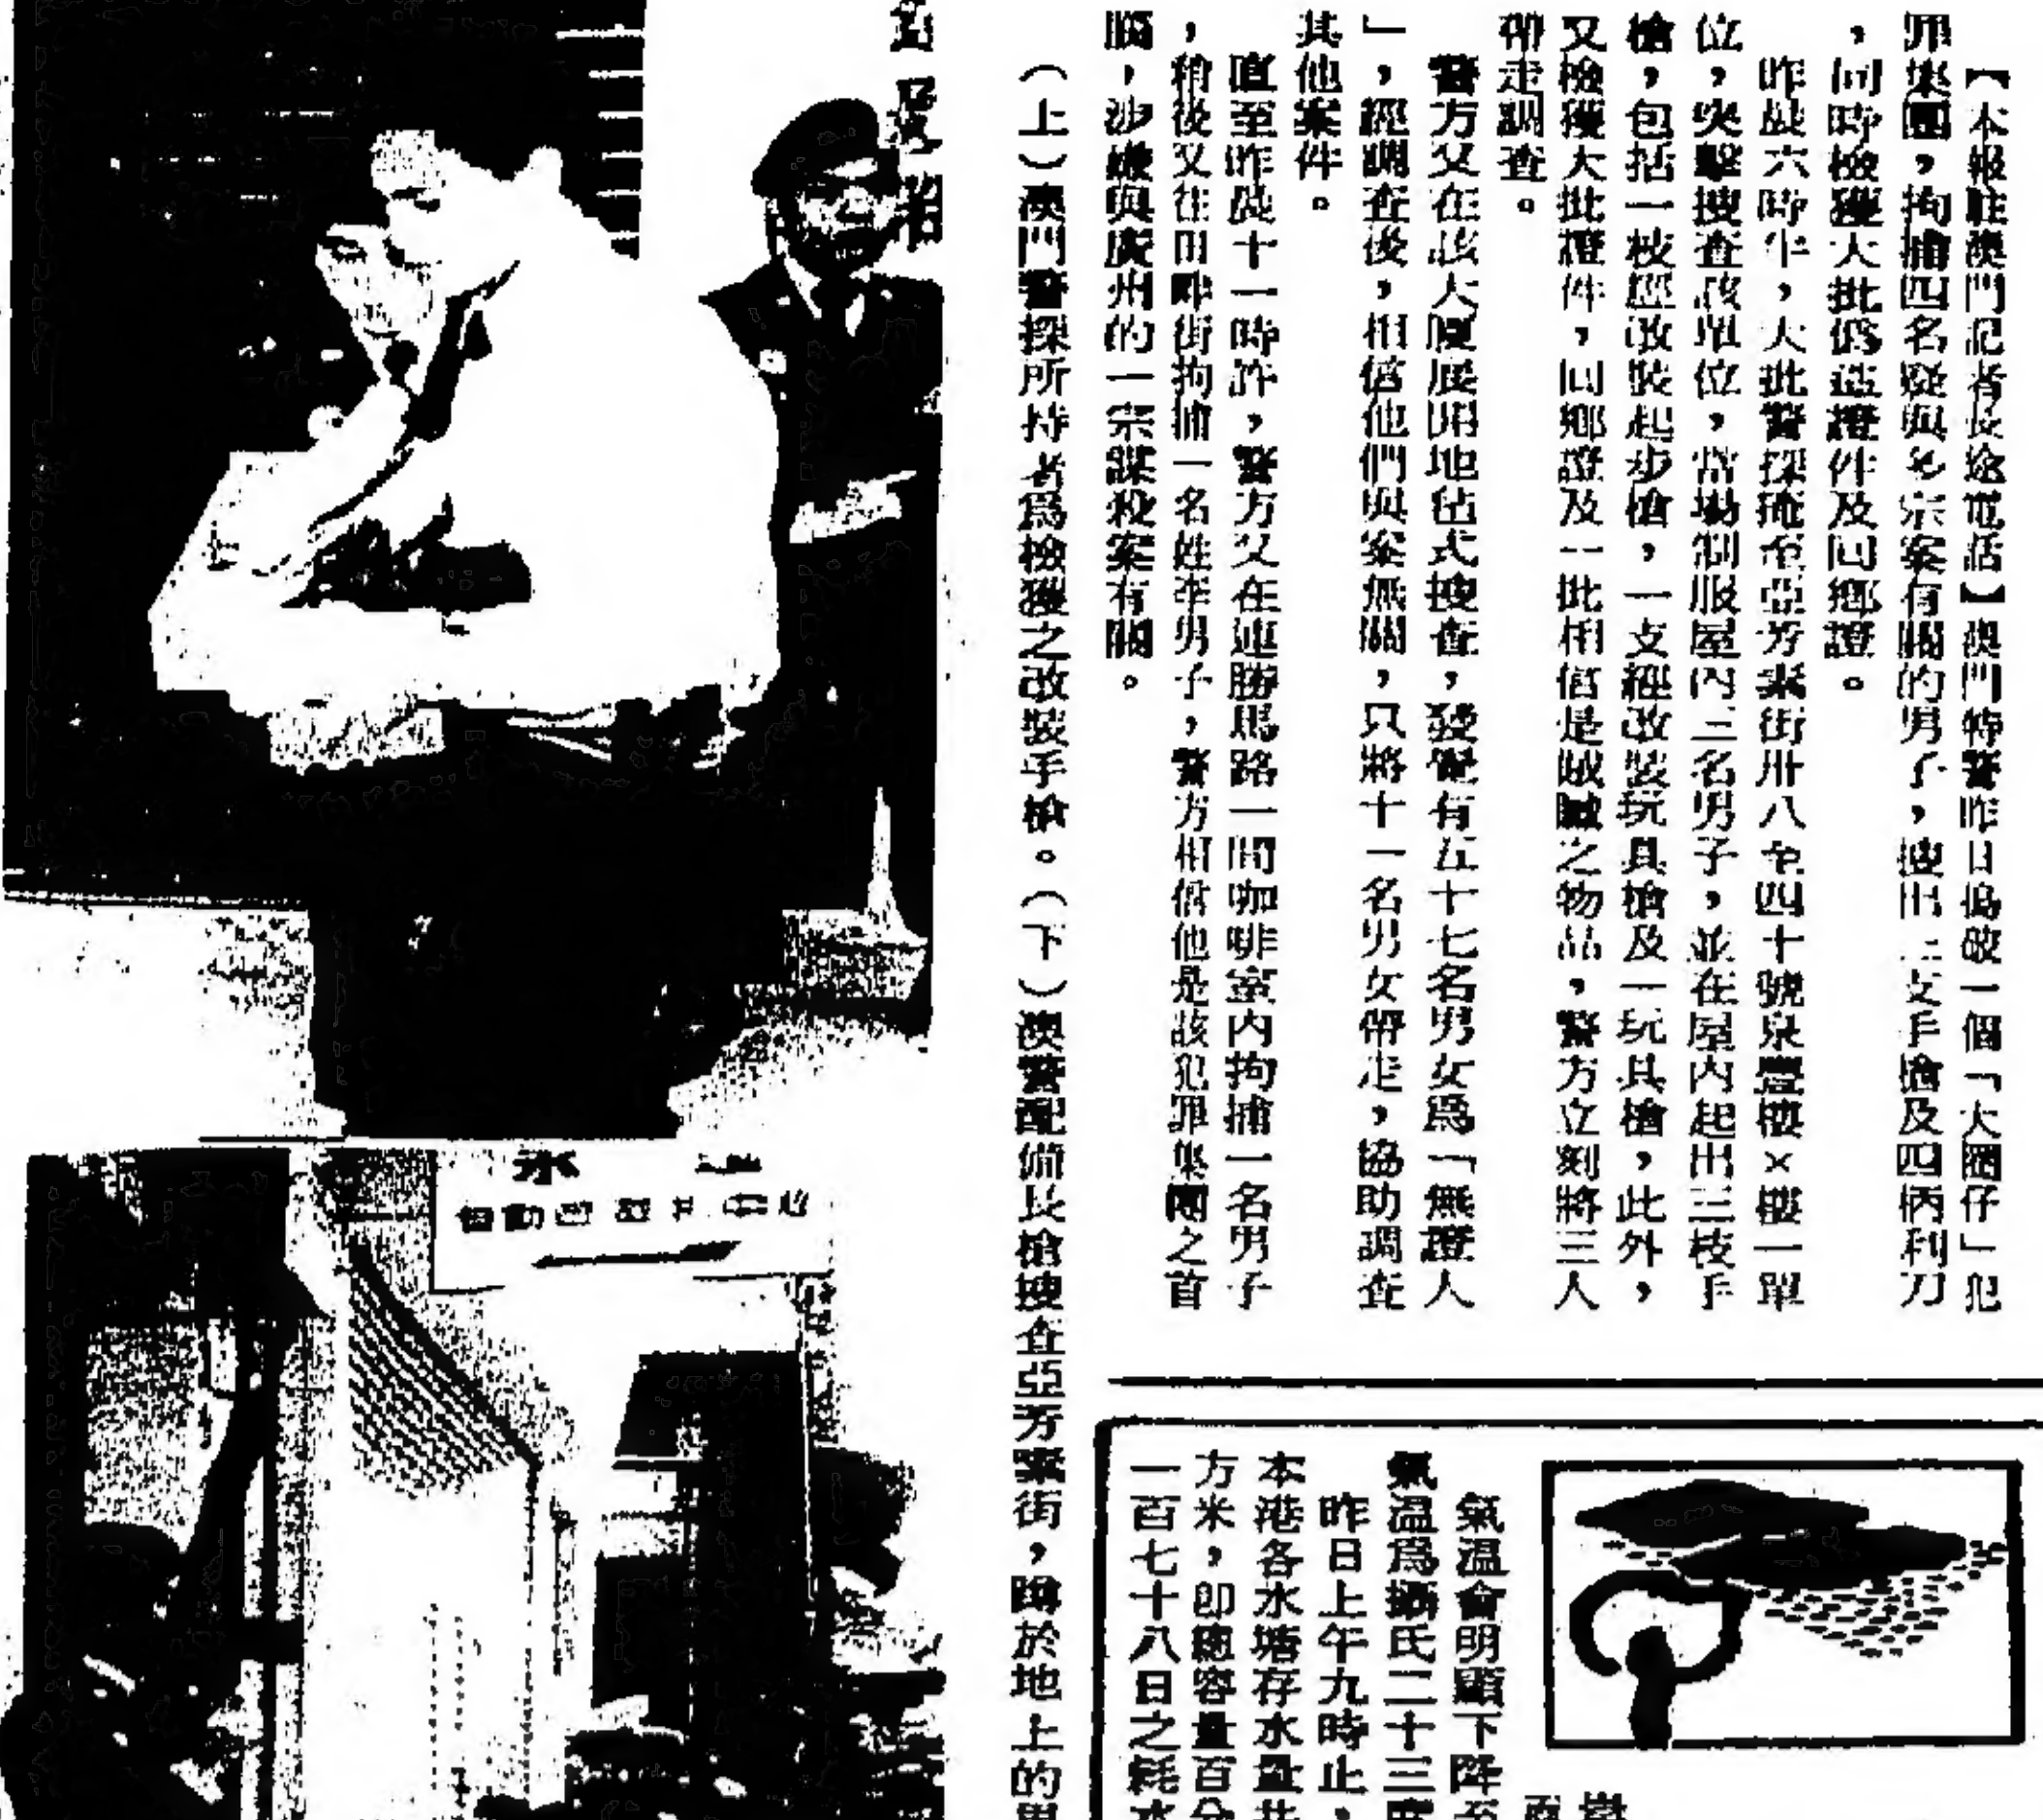 【本報駐澳門記者長途電話】澳門特警昨日搗破一個「大圈仔」犯
罪集團,拘捕四名疑與多宗案有關的男子,搜出三支手槍及四柄利刀
,同時檢獲大批偽造證件及回鄉證。
昨晨六時半,大批警探掩至亞芳素街卅八至四十號泉豐樓×樓一單
位,突擊搜查該單位,當場制服屋內三名男子,並在屋內起出三枝手
槍,包括一枝經改裝起步槍,一支經改裝玩具槍及一玩具槍,此外,
又檢獲大批證件,回鄉證及一批相信是賊贓之物品,警方立刻將三人
帶走調查。
警方又在該大廈展開地毡式搜查,發覺有五十七名男女為「無證人
」,經調查後,相信他們與案無關,只將十一名男女帶走,協助調查
其他案件。
直至昨晨十一時許,警方又在連勝馬路一間咖啡室內拘捕一名男子
,稍後又往田畔街拘捕一名姓李男子,警方相信他是該犯罪集團之首
腦,涉嫌與廣州的一宗謀殺案有關。
(上)澳門警探所持者為檢獲之改裝手槍。(下)澳警配備長槍搜查亞芳素街,蹲於地上的男
氣溫會明顯下降至
氣溫為攝氏二十三度
昨日上午九時止,
本港各水塘存水量共
方米,即總容量百分
一百七十八日之耗水